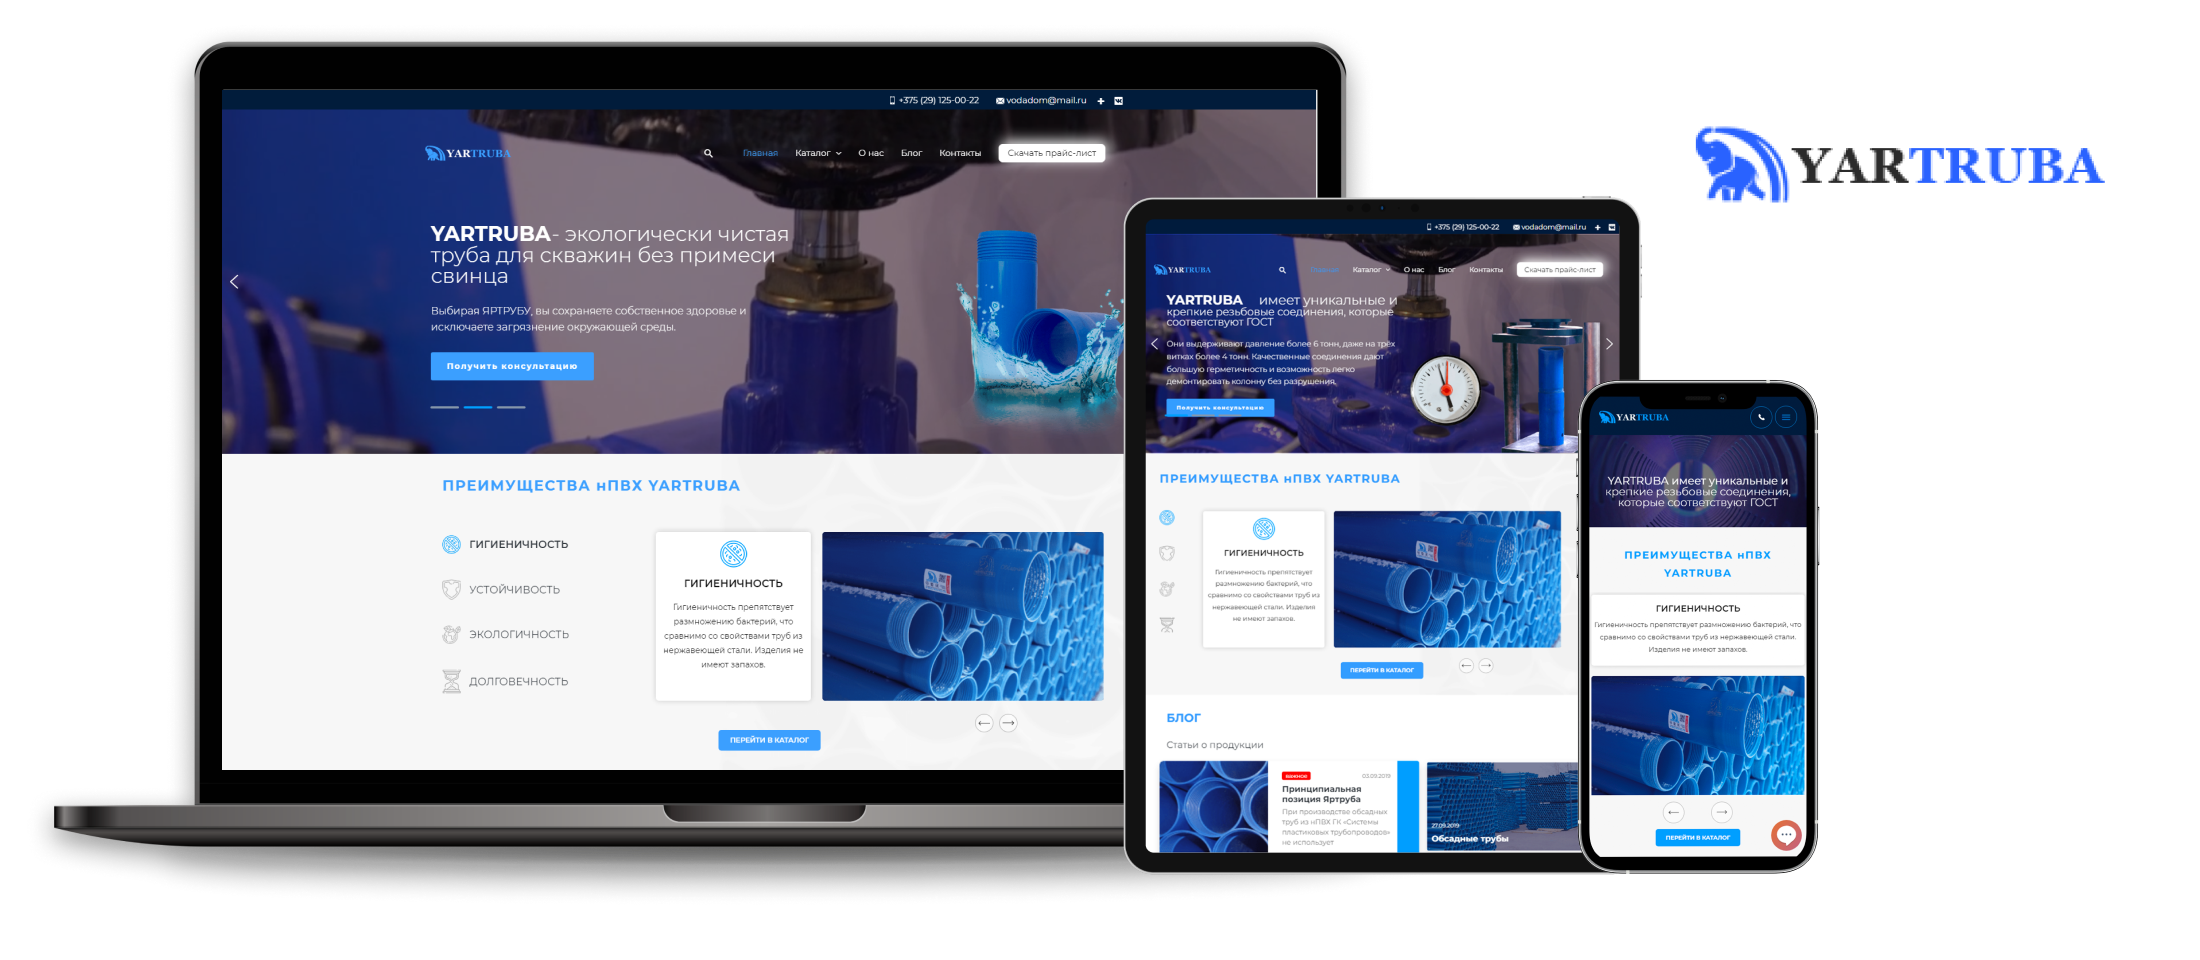 +375 (29) 125-00-22 vodadom@mail.ru
YARTRUBA Главная Каталог О нас Блог Контакты Скачать прайс-лист
YARTRUBA- экологически чистая
труба для скважин без примеси
свинца
Выбирая ЯРТРУБУ, вы сохраняете собственное здоровье и
исключаете загрязнение окружающей среды.
Получить консультацию
ПРЕИМУЩЕСТВА нПВХ YARTRUBA
ГИГИЕНИЧНОСТЬ
УСТОЙЧИВОСТЬ
ЭКОЛОГИЧНОСТЬ
ДОЛГОВЕЧНОСТЬ
ГИГИЕНИЧНОСТЬ
Гигиеничность препятствует
размножению бактерий, что
сравнимо со свойствами труб из
нержавеющей стали. Изделия не
имеют запахов.
ПЕРЕЙТИ В КАТАЛОГ
YARTRUBA
+375 (29) 125-00-22 vodadom@mail.ru
YARTRUBA Главная Каталог О нас Блог Контакты Скачать прайс-лист
YARTRUBA имеет уникальные и
крепкие резьбовые соединения, которые
соответствуют ГОСТ
Они выдерживают давление более 6 тонн, даже на трёх
витках более 4 тонн. Качественные соединения дают
большую герметичность и возможность легко
демонтировать колонну без разрушения.
Получить консультацию
ПРЕИМУЩЕСТВА нПВХ YARTRUBA
ГИГИЕНИЧНОСТЬ
Гигиеничность препятствует
размножению бактерий, что
сравнимо со свойствами труб из
нержавеющей стали. Изделия
не имеют запахов.
ПЕРЕЙТИ В КАТАЛОГ
БЛОГ
Статьи о продукции
Важное 03.09.2019
Принципиальная
позиция Яртруба
При производстве обсадных
труб из нПВХ ГК «Системы
пластиковых трубопроводов»
не использует
27.09.2019
Обсадные трубы
YARTRUBA
YARTRUBA имеет уникальные и
крепкие резьбовые соединения,
которые соответствуют ГОСТ
ПРЕИМУЩЕСТВА нПВХ
YARTRUBA
ГИГИЕНИЧНОСТЬ
Гигиеничность препятствует размножению бактерий, что
сравнимо со свойствами труб из нержавеющей стали.
Изделия не имеют запахов.
ПЕРЕЙТИ В КАТАЛОГ